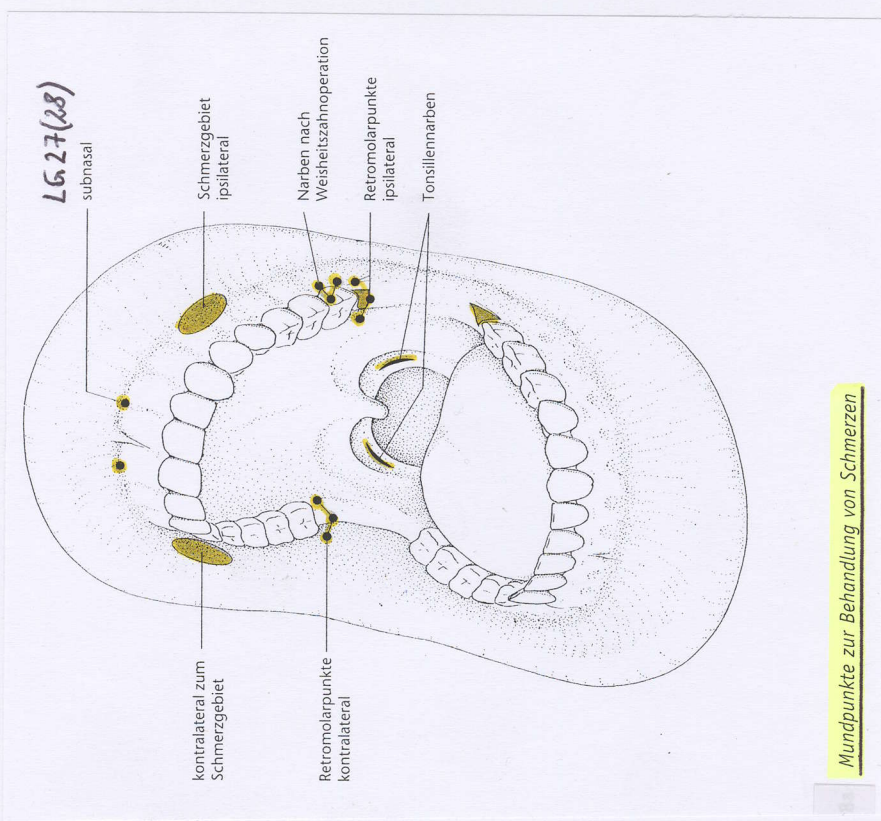 LG 27(28)
subnasal
Schmerzgebiet
ipsilateral
Narben nach
Weisheitszahnoperation
Retromolarpunkte
ipsilateral
Tonsillennarben
kontralateral zum
Schmerzgebiet
Retromolarpunkte
kontralateral
Mundpunkte zur Behandlung von Schmerzen